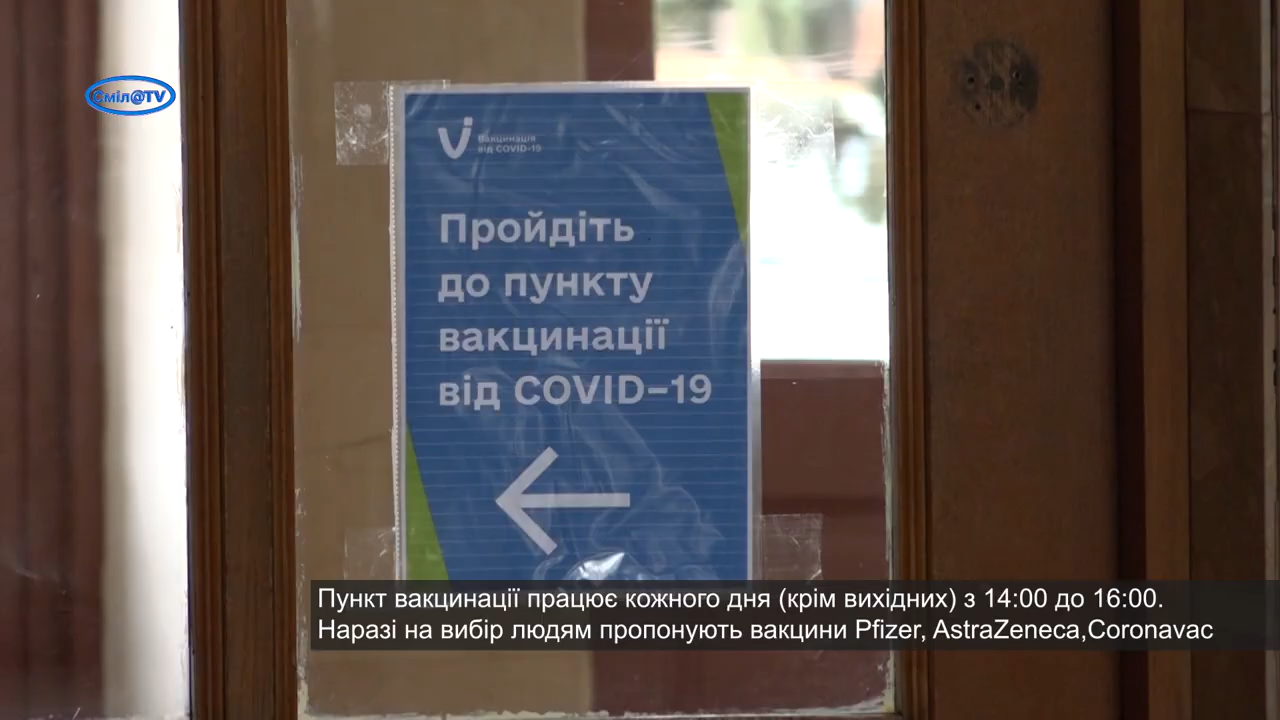 Сміл@TV
Вакцинація
від COVID-19
Пройдіть
до пункту
вакцинації
від COVID-19
Пункт вакцинації працює кожного дня (крім вихідних) з 14:00 до 16:00.
Наразі на вибір людям пропонують вакцини Pfizer, AstraZeneca,Coronavac